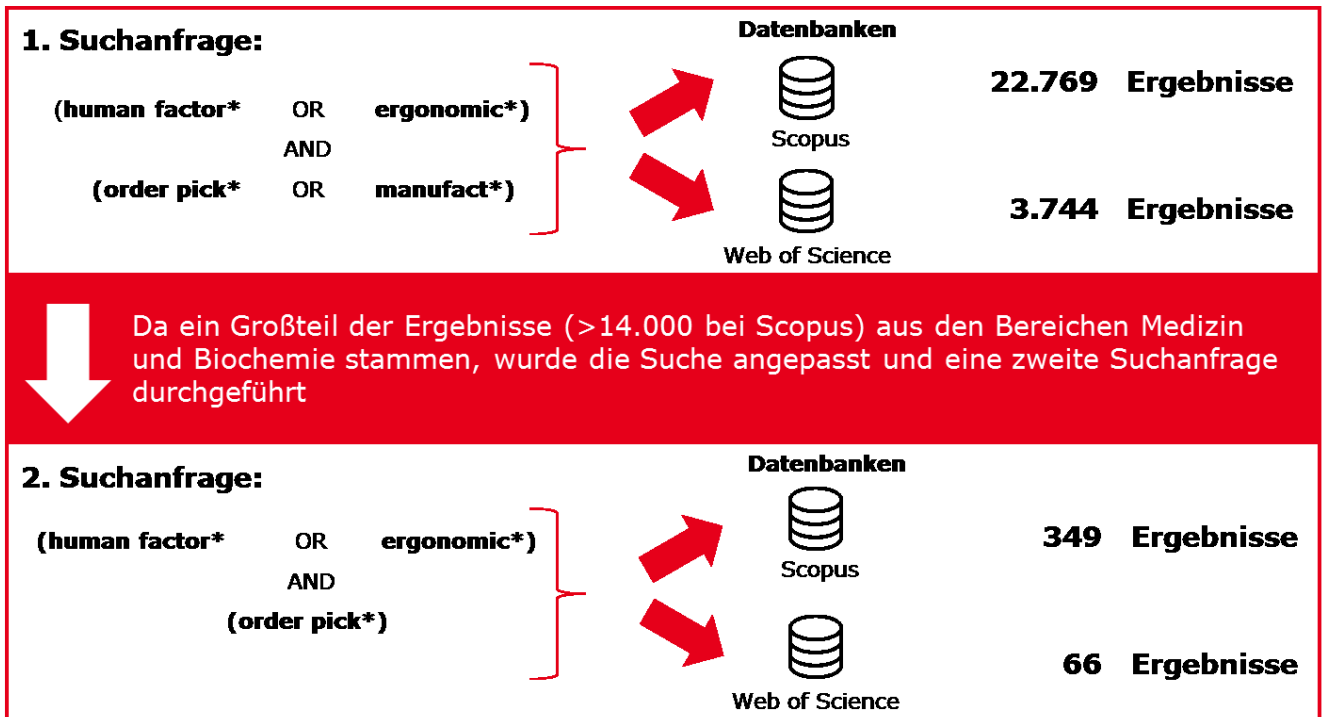 1. Suchanfrage:
Datenbanken
(human factor* OR ergonomic*)
AND
(order pick* OR manufact*)
Scopus
22.769 Ergebnisse
Web of Science
3.744 Ergebnisse
Da ein Großteil der Ergebnisse (>14.000 bei Scopus) aus den Bereichen Medizin
und Biochemie stammen, wurde die Suche angepasst und eine zweite Suchanfrage
durchgeführt
2. Suchanfrage:
Datenbanken
(human factor* OR ergonomic*)
AND
(order pick*)
Scopus
349 Ergebnisse
Web of Science
66 Ergebnisse